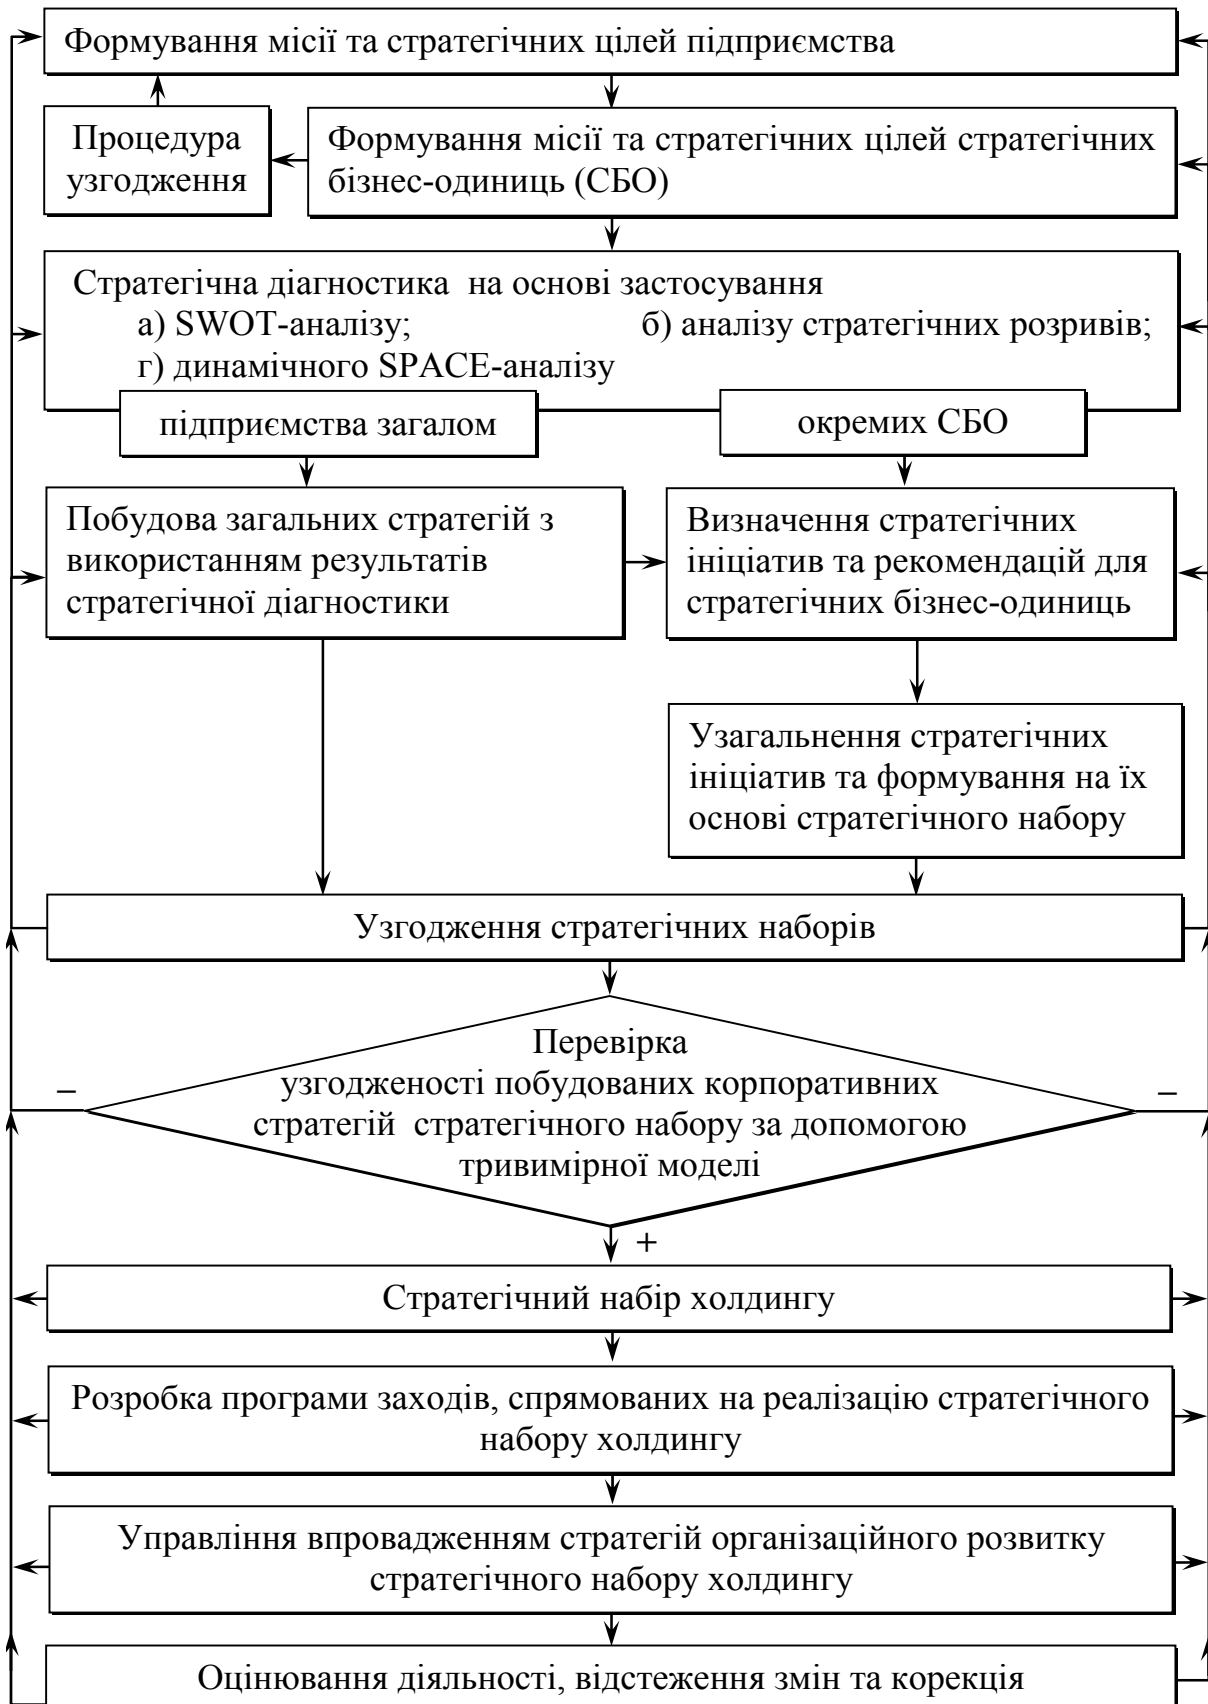 Формування місії та стратегічних цілей підприємства
Процедура
узгодження
Формування місії та стратегічних цілей стратегічних
бізнес-одиниць (СБО)
Стратегічна діагностика на основі застосування
а) SWOT-аналізу; б) аналізу стратегічних розривів;
г) динамічного SPACE-аналізу
підприємства загалом
окремих СБО
Побудова загальних стратегій з
використанням результатів
стратегічної діагностики
Визначення стратегічних
ініціатив та рекомендацій для
стратегічних бізнес-одиниць
Узагальнення стратегічних
ініціатив та формування на їх
основі стратегічного набору
Узгодження стратегічних наборів
Перевірка
узгодженості побудованих корпоративних
стратегій стратегічного набору за допомогою
тривимірної моделі
–
–
+
Стратегічний набір холдингу
Розробка програми заходів, спрямованих на реалізацію стратегічного
набору холдингу
Управління впровадженням стратегій організаційного розвитку
стратегічного набору холдингу
Оцінювання діяльності, відстеження змін та корекція